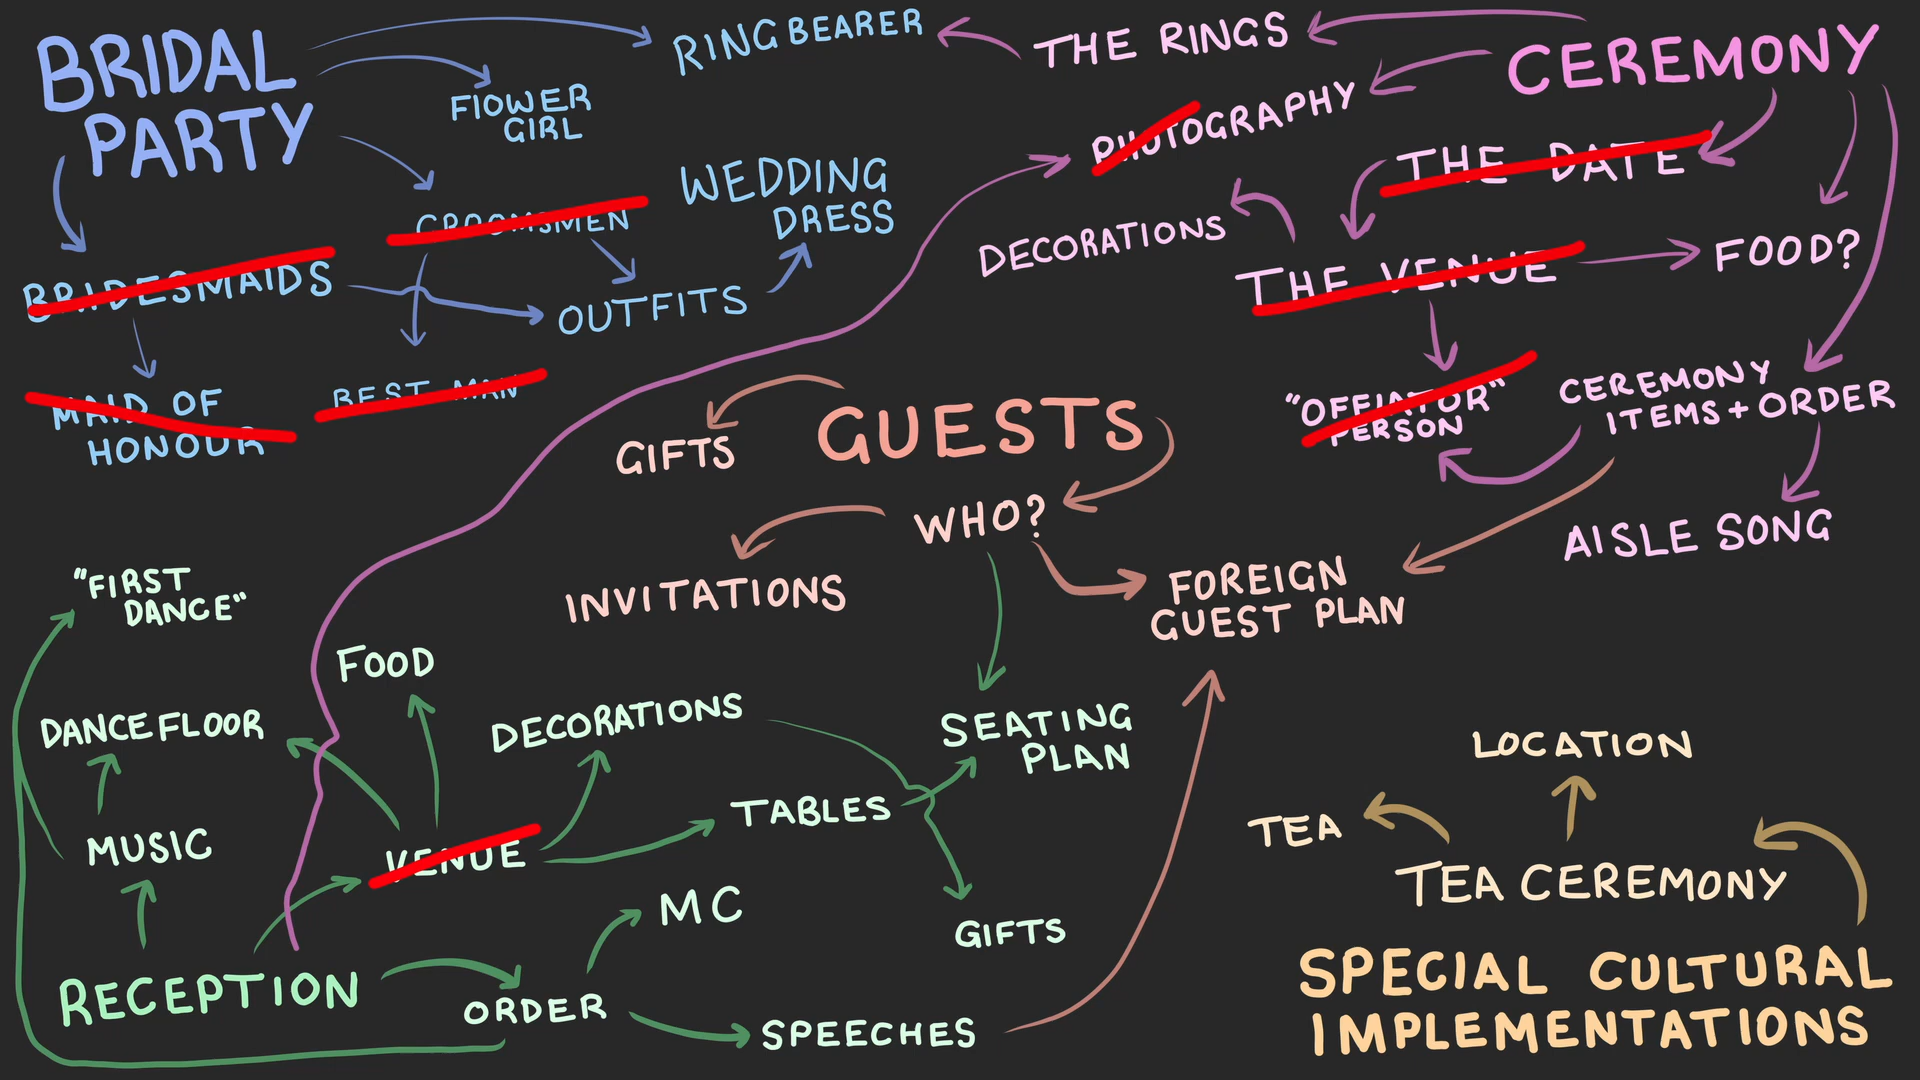 BRIDAL
PARTY
RING BEARER
FlOWER
GIRL
GROOMSMEN
WEDDING
DRESS
BRIDESMAIDS
OUTFITS
MAID OF
HONOUR
BEST MAN
THE RINGS
CEREMONY
PHOTOGRAPHY
THE DATE
DECORATIONS
THE VENUE
FOOD?
"OFFIATOR"
PERSON
CEREMONY
ITEMS + ORDER
AISLE SONG
GUESTS
GIFTS
WHO?
INVITATIONS
FOREIGN
GUEST PLAN
"FIRST
DANCE"
FOOD
DANCE FLOOR
DECORATIONS
SEATING
PLAN
MUSIC
VENUE
TABLES
MC
GIFTS
RECEPTION
ORDER
SPEECHES
LOCATION
TEA
TEA CEREMONY
SPECIAL CULTURAL
IMPLEMENTATIONS